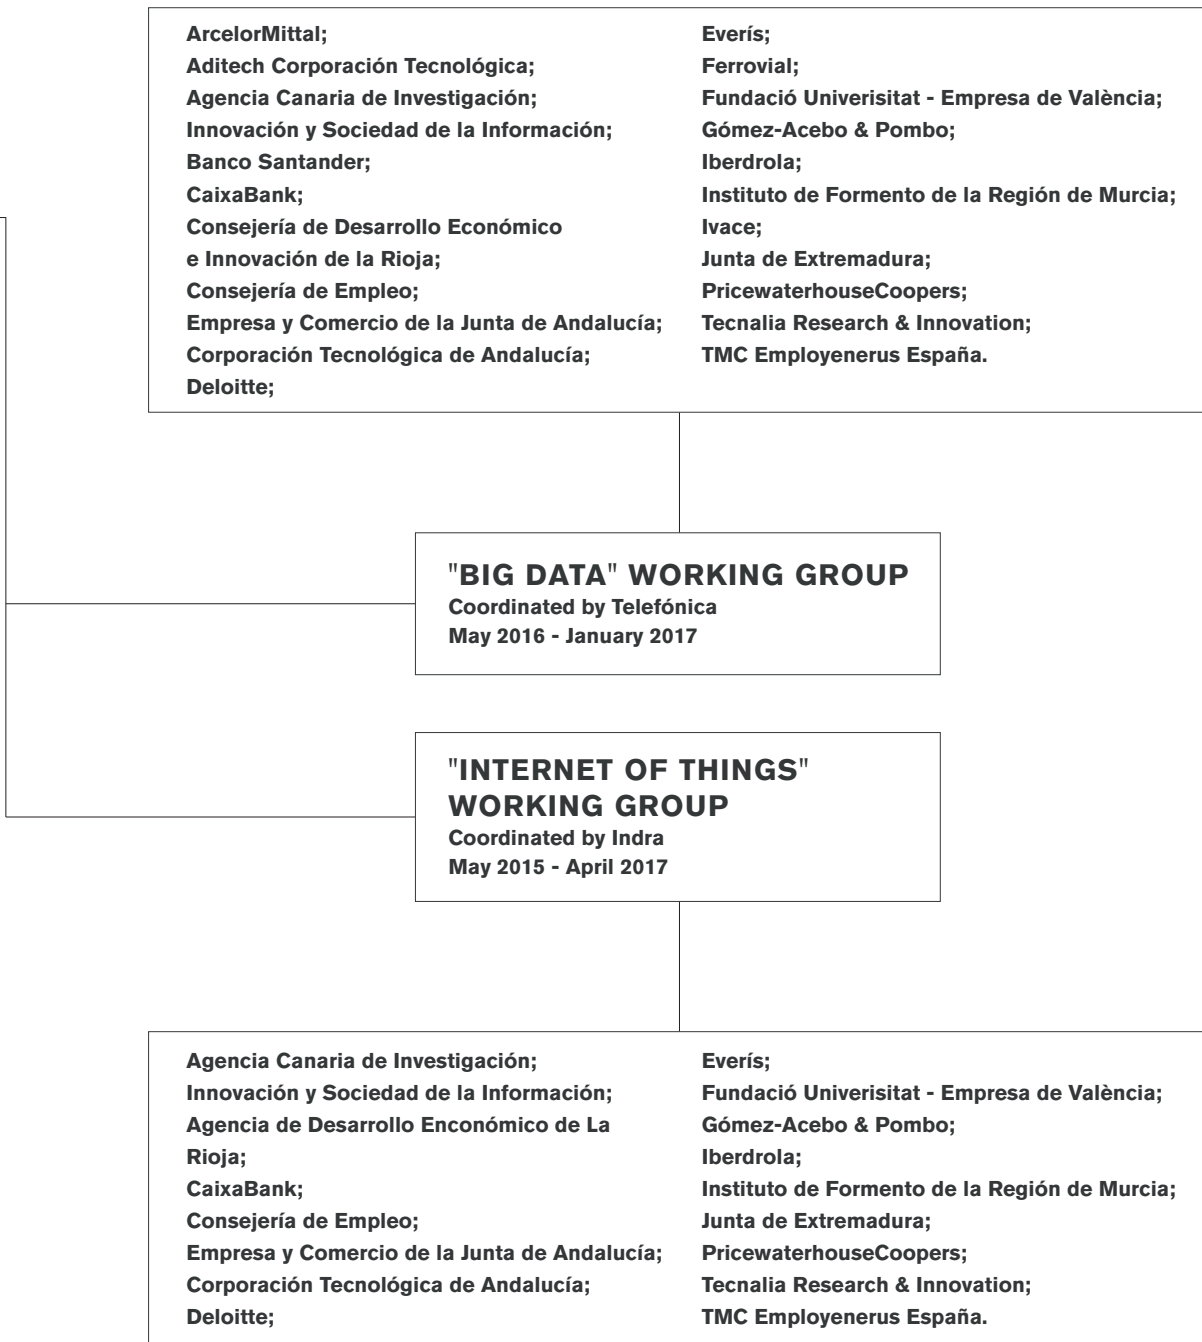 ArcelorMittal;
Aditech Corporación Tecnológica;
Agencia Canaria de Investigación;
Innovación y Sociedad de la Información;
Banco Santander;
CaixaBank;
Consejería de Desarrollo Económico
e Innovación de la Rioja;
Consejería de Empleo;
Empresa y Comercio de la Junta de Andalucía;
Corporación Tecnológica de Andalucía;
Deloitte;
Everís;
Ferrovial;
Fundació Univerisitat - Empresa de València;
Gómez-Acebo & Pombo;
Iberdrola;
Instituto de Formento de la Región de Murcia;
Ivace;
Junta de Extremadura;
PricewaterhouseCoopers;
Tecnalia Research & Innovation;
TMC Employenerus España.
"BIG DATA" WORKING GROUP
Coordinated by Telefónica
May 2016 - January 2017
"INTERNET OF THINGS"
WORKING GROUP
Coordinated by Indra
May 2015 - April 2017
Agencia Canaria de Investigación;
Innovación y Sociedad de la Información;
Agencia de Desarrollo Enconómico de La
Rioja;
CaixaBank;
Consejería de Empleo;
Empresa y Comercio de la Junta de Andalucía;
Corporación Tecnológica de Andalucía;
Deloitte;
Everís;
Fundació Univerisitat - Empresa de València;
Gómez-Acebo & Pombo;
Iberdrola;
Instituto de Formento de la Región de Murcia;
Junta de Extremadura;
PricewaterhouseCoopers;
Tecnalia Research & Innovation;
TMC Employenerus España.